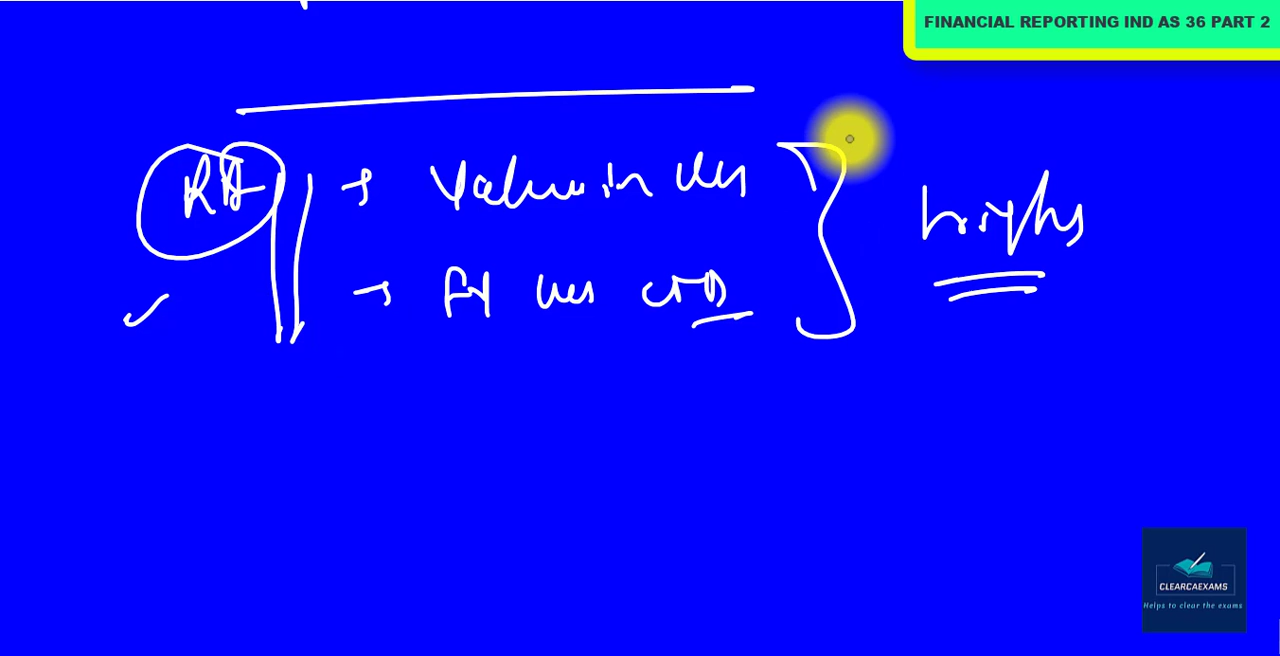 FINANCIAL REPORTING IND AS 36 PART 2
RA → Value in use
→ FV less CTD
higher
CLEARCAEXAMS
Helps to clear the exams